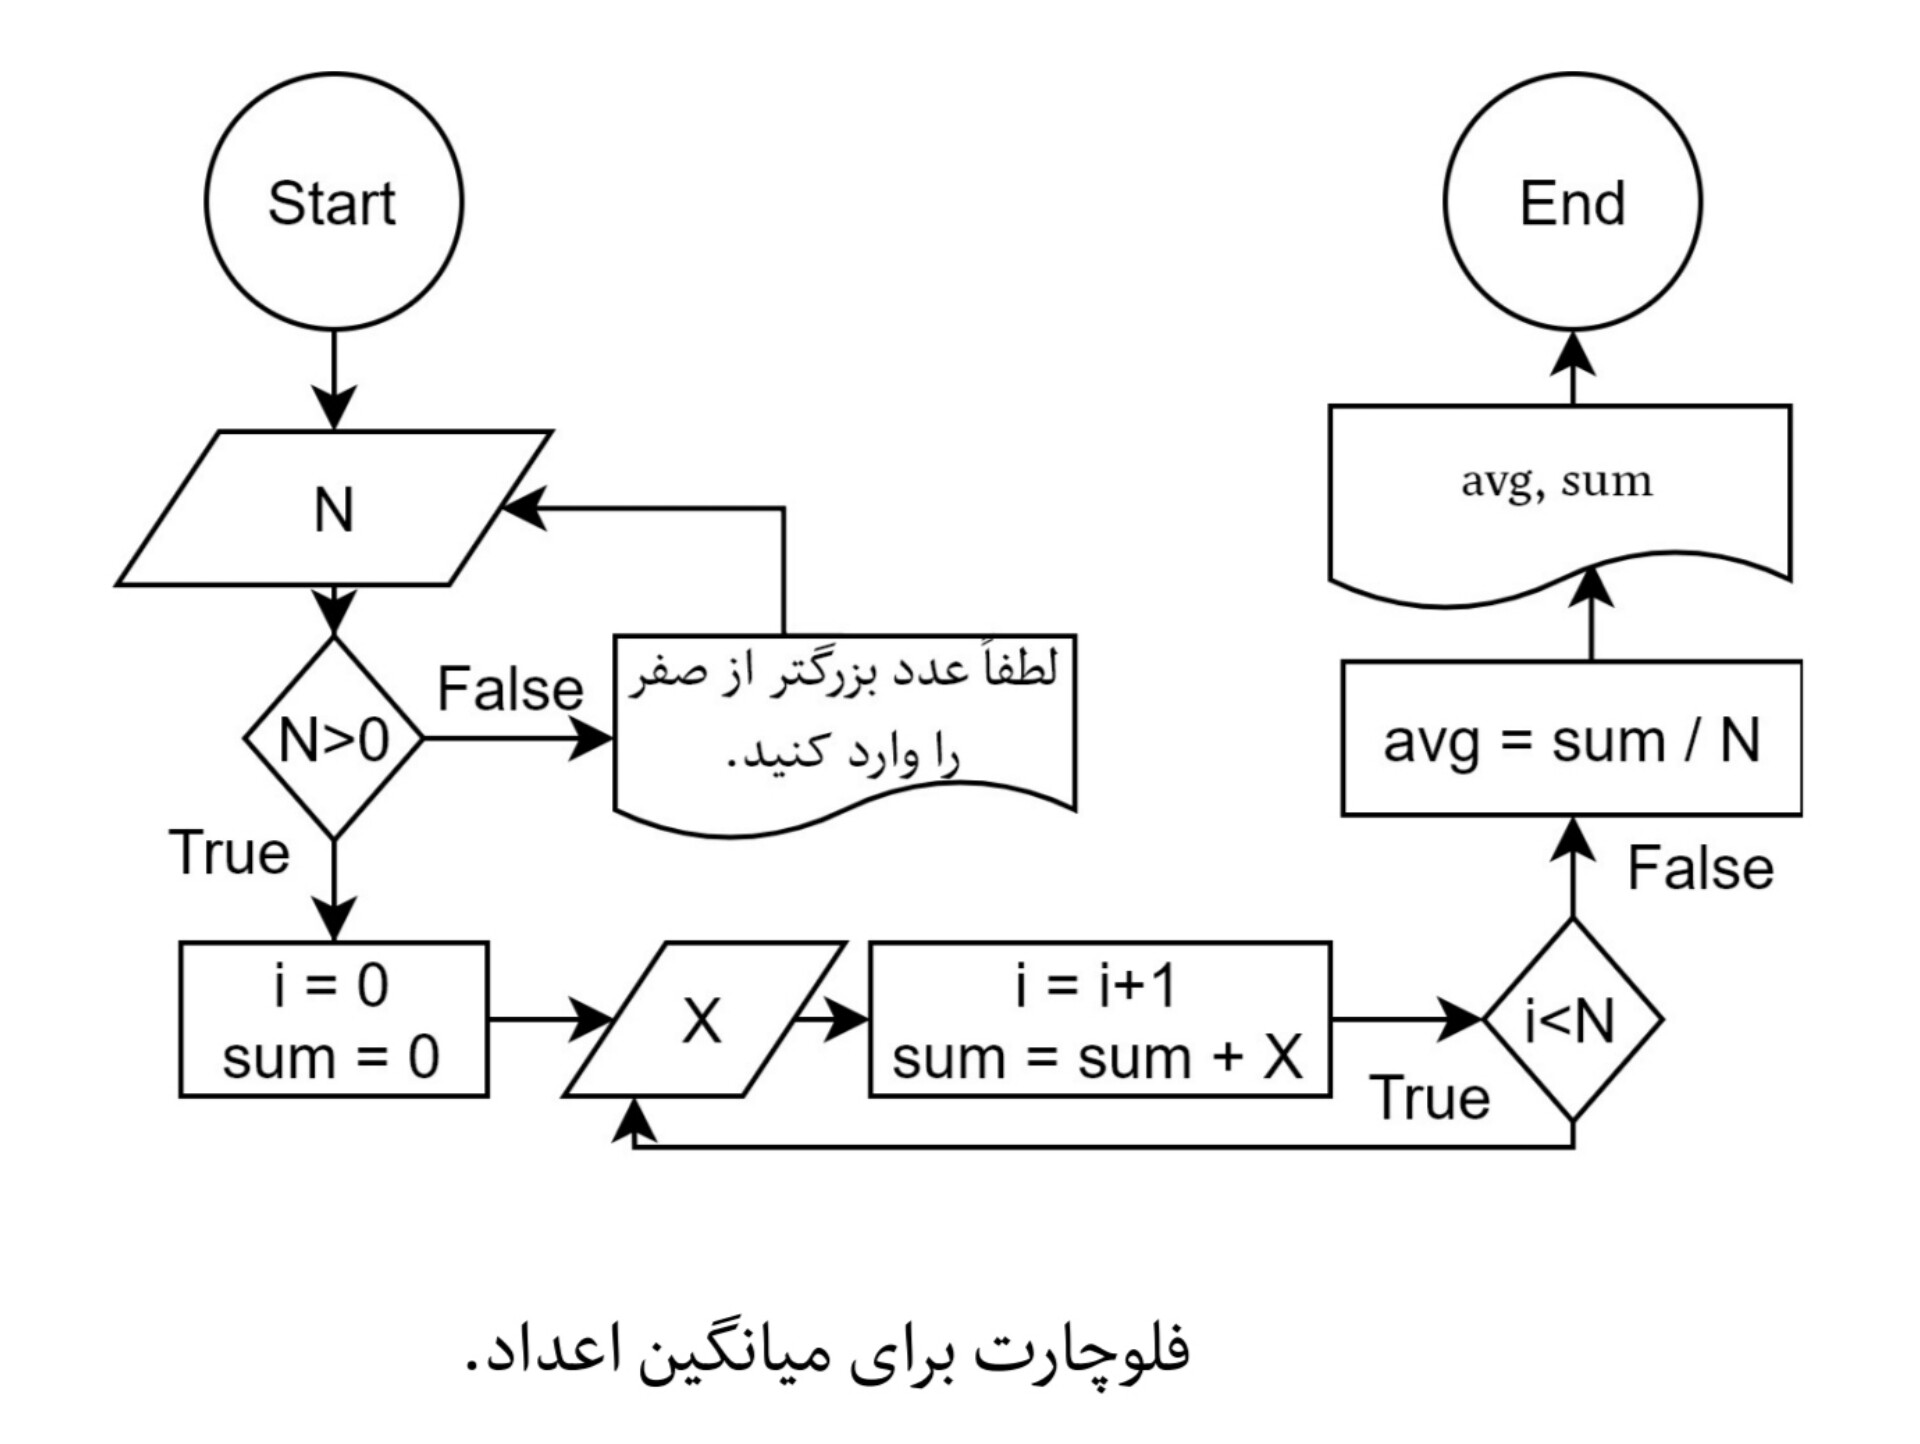 Start
N
N>0
False
لطفاً عدد بزرگتر از صفر
را وارد کنید.
True
i = 0
sum = 0
X
i = i+1
sum = sum + X
i<N
True
False
avg = sum / N
avg, sum
End
فلوچارت برای میانگین اعداد.